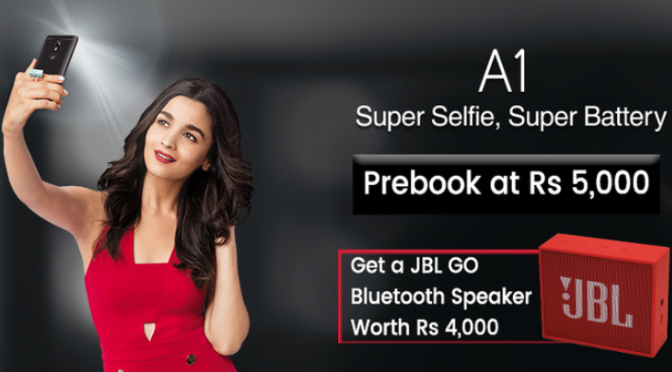 A1
Super Selfie, Super Battery
Prebook at Rs 5,000
Get a JBL GO
Bluetooth Speaker
Worth Rs 4,000
JBL